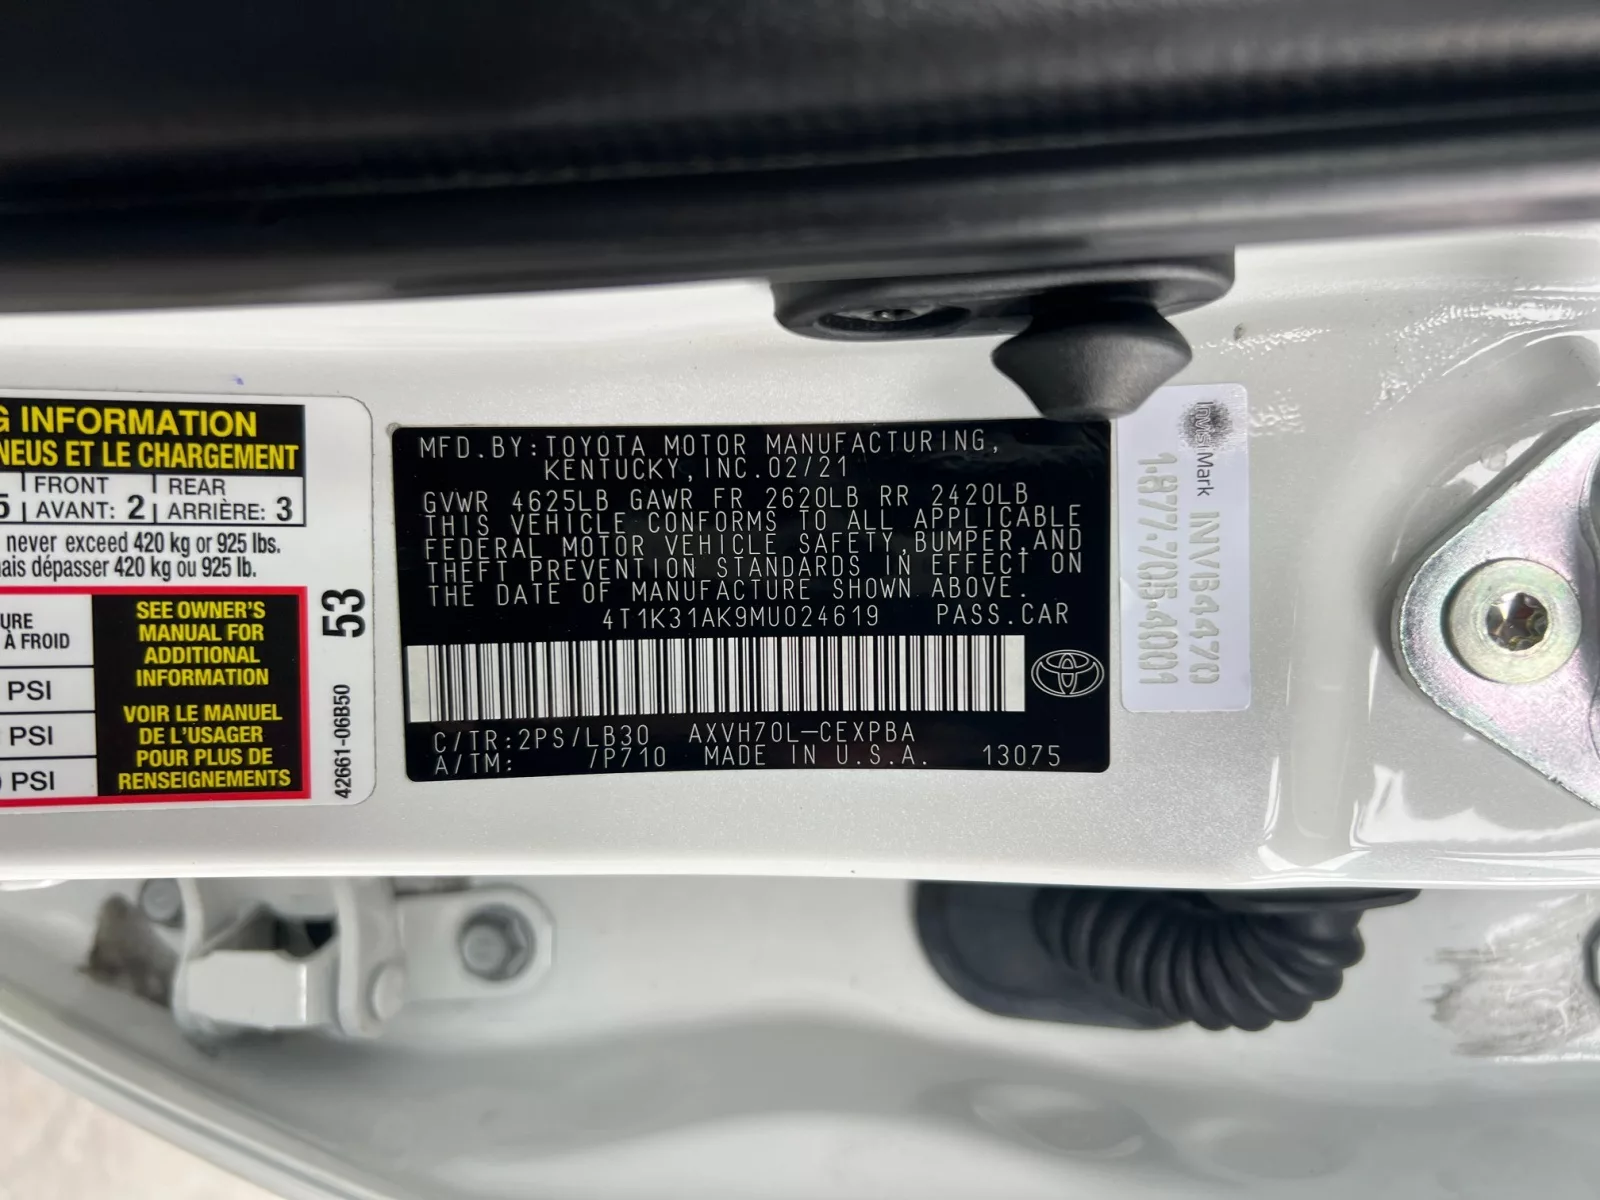 G INFORMATION
NEUS ET LE CHARGEMENT
5 FRONT AVANT: 2 REAR ARRIÈRE: 3
never exceed 420 kg or 925 lbs.
ais dépasser 420 kg ou 925 lb.
URE
À FROID
PSI
PSI
PSI
SEE OWNER'S
MANUAL FOR
ADDITIONAL
INFORMATION
VOIR LE MANUEL
DE L'USAGER
POUR PLUS DE
RENSEIGNEMENTS
53
42661-06B50
MFD.BY:TOYOTA MOTOR MANUFACTURING,
KENTUCKY,INC.02/21
GVWR 4625LB GAWR FR 2620LB RR 2420LB
THIS VEHICLE CONFORMS TO ALL APPLICABLE
FEDERAL MOTOR VEHICLE SAFETY,BUMPER,AND
THEFT PREVENTION STANDARDS IN EFFECT ON
THE DATE OF MANUFACTURE SHOWN ABOVE.
4T1K31AK9MU024619 PASS.CAR
C/TR:2PS/LB30 AXVH70L-CEXPBA
A/TM: /P710 MADE IN U.S.A. 13075
InvisiMark INVB44470
1-877-705-4001